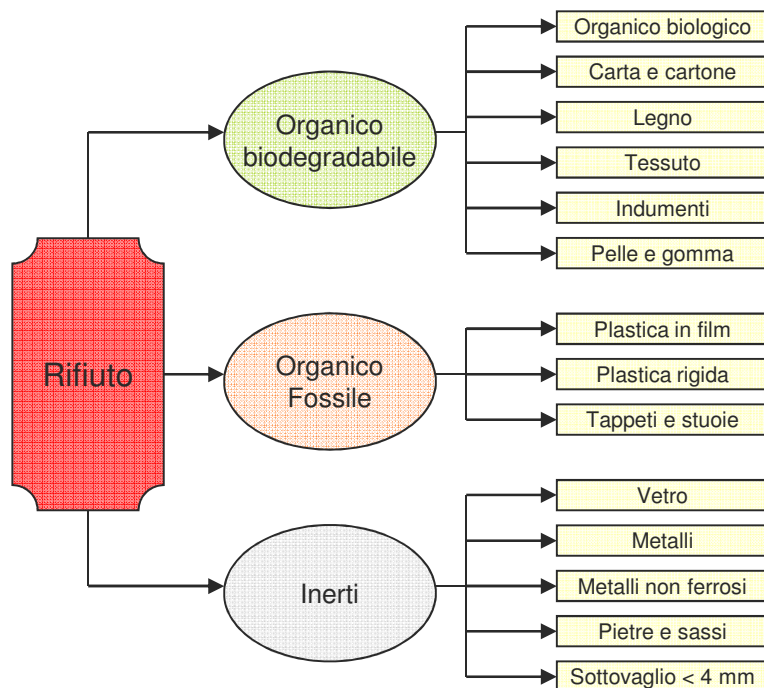 Rifiuto
Organico
biodegradabile
Organico biologico
Carta e cartone
Legno
Tessuto
Indumenti
Pelle e gomma
Organico
Fossile
Plastica in film
Plastica rigida
Tappeti e stuoie
Inerti
Vetro
Metalli
Metalli non ferrosi
Pietre e sassi
Sottovaglio < 4 mm